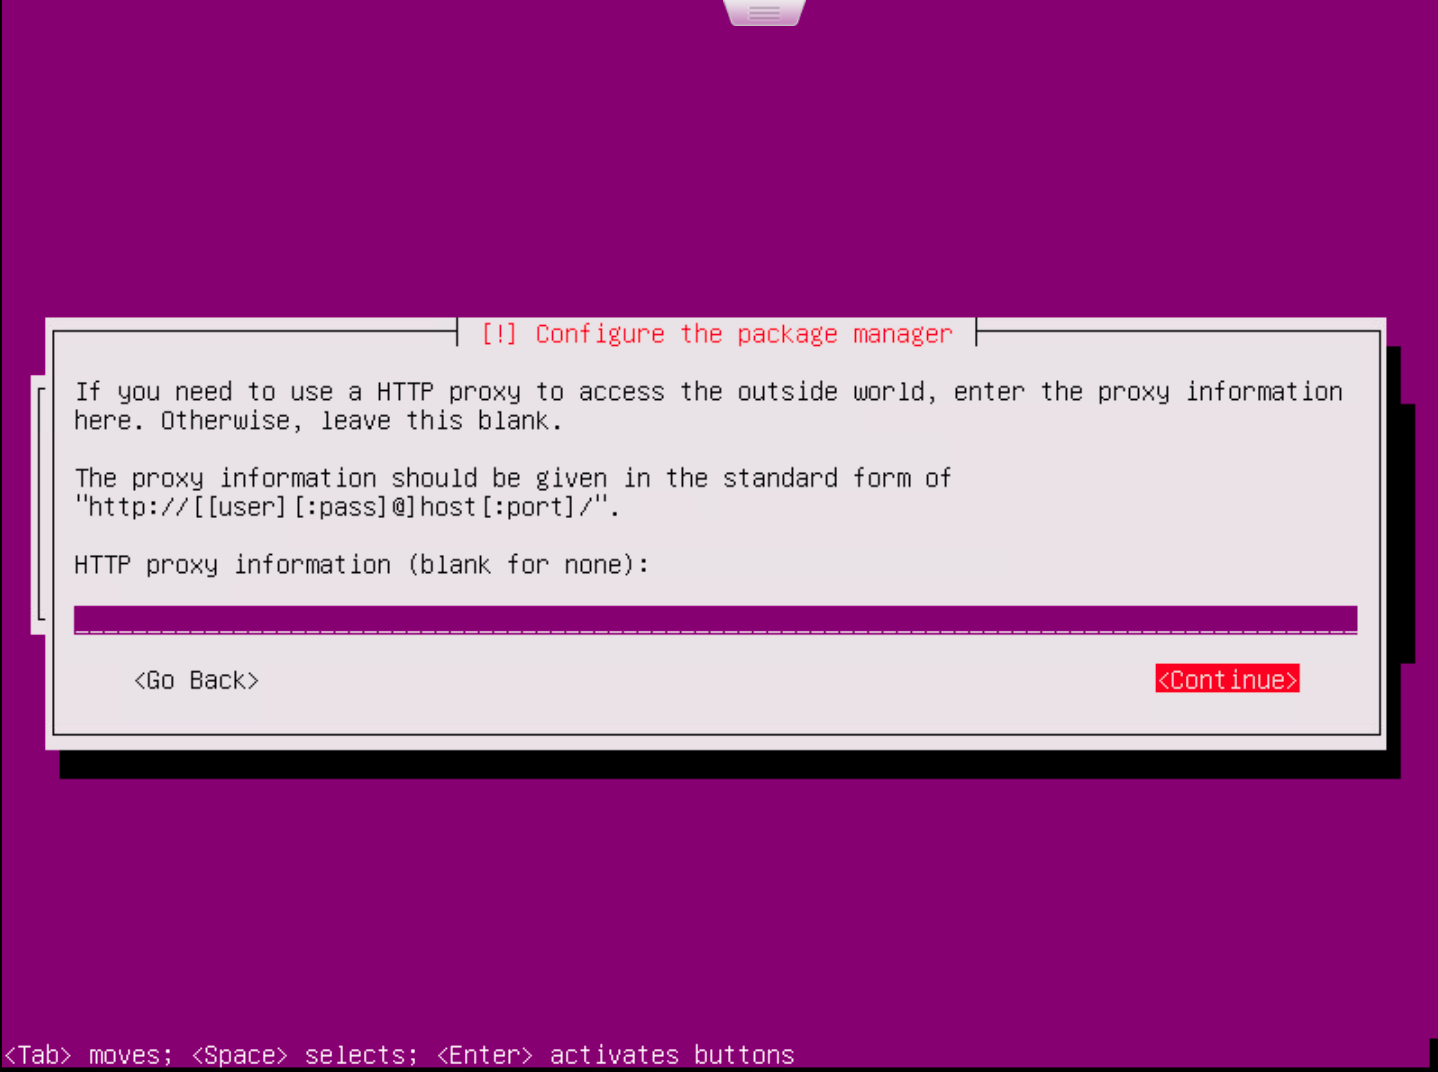 [!] Configure the package manager
If you need to use a HTTP proxy to access the outside world, enter the proxy information
here. Otherwise, leave this blank.
The proxy information should be given in the standard form of
"http://[[user][:pass]@]host[:port]/".
HTTP proxy information (blank for none):
<Go Back> <Continue>
<Tab> moves; <Space> selects; <Enter> activates buttons